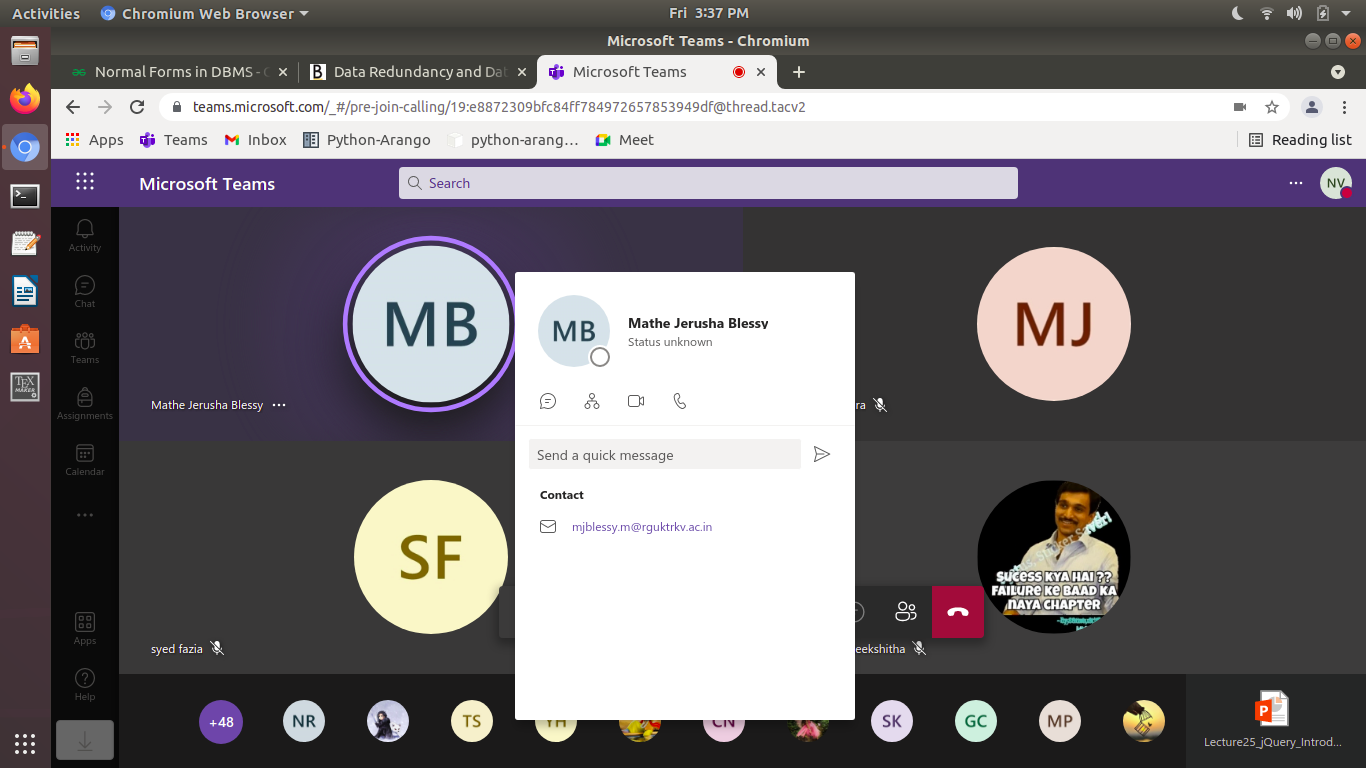 Activities
Chromium Web Browser
Fri 3:37 PM
Microsoft Teams - Chromium
Normal Forms in DBMS -
Data Redundancy and Dat
Microsoft Teams
teams.microsoft.com/_#/pre-join-calling/19:e8872309bfc84ff784972657853949df@thread.tacv2
Apps
Teams
Inbox
Python-Arango
python-arang...
Meet
Reading list
Microsoft Teams
Search
NV
Activity
Chat
Teams
Assignments
Calendar
Apps
Help
MB
Mathe Jerusha Blessy
MJ
ra
MB
Mathe Jerusha Blessy
Status unknown
Send a quick message
Contact
mjblessy.m@rguktrkv.ac.in
SF
syed fazia
SUCESS KYA HAI ??
FAILURE KE BAAD KA
NAYA CHAPTER
eekshitha
+48
NR
TS
YH
CN
SK
GC
MP
Lecture25_jQuery_Introd...
TEX
MAKER